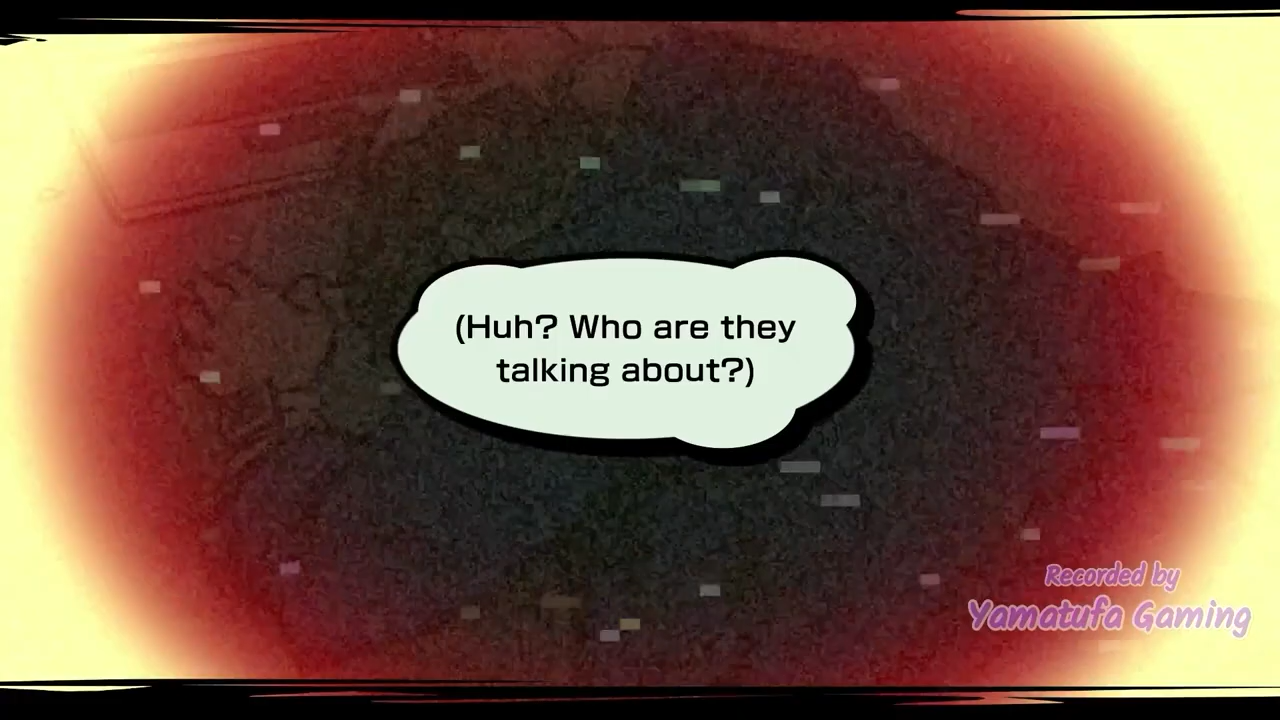 (Huh? Who are they
talking about?)
Recorded by
Yamatufa Gaming